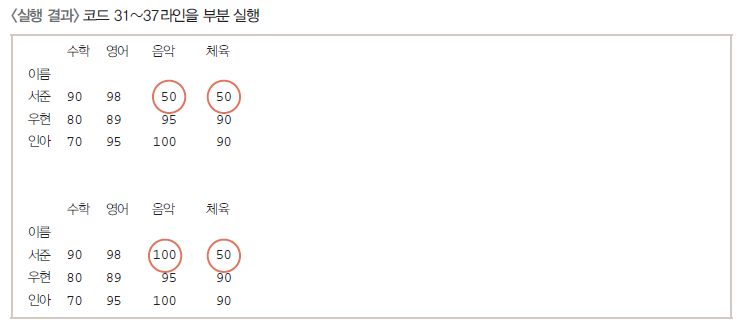 〈실행 결과〉 코드 31~37라인을 부분 실행
수학 영어 음악 체육
이름
서준 90 98 50 50
우현 80 89 95 90
인아 70 95 100 90
수학 영어 음악 체육
이름
서준 90 98 100 50
우현 80 89 95 90
인아 70 95 100 90